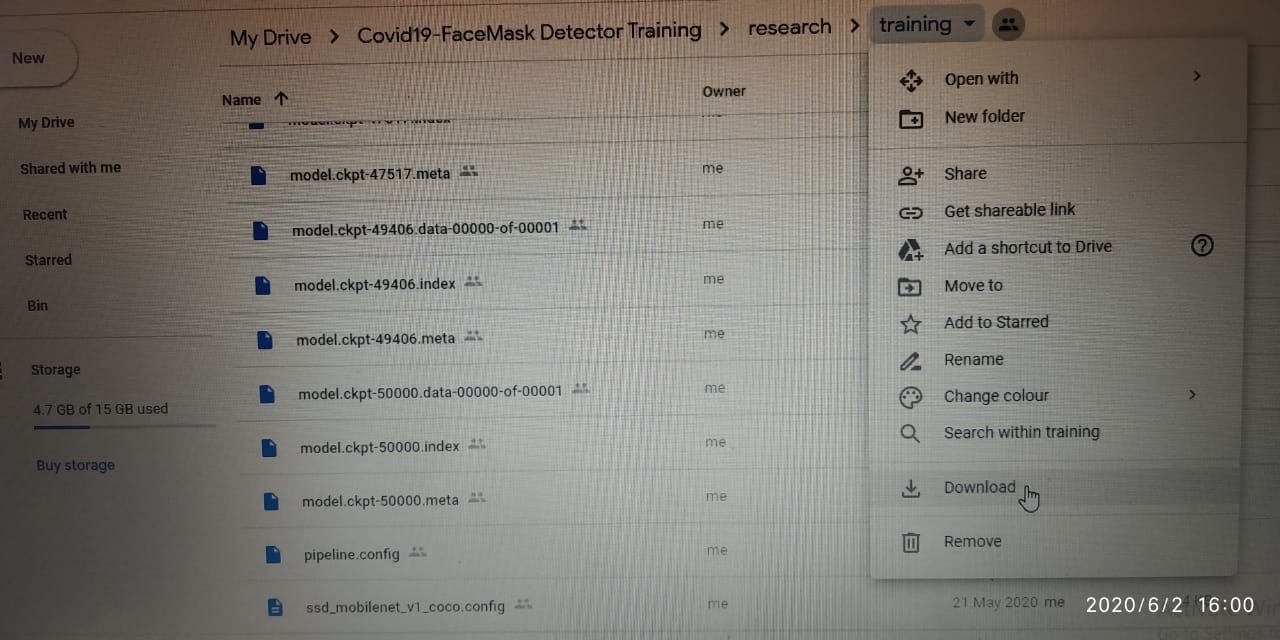 My Drive > Covid19-FaceMask Detector Training > research > training
New
Name ↑
Owner
My Drive
Shared with me
Recent
Starred
Bin
Storage
4.7 GB of 15 GB used
Buy storage
model.ckpt-47517.meta me
model.ckpt-49406.data-00000-of-00001 me
model.ckpt-49406.index me
model.ckpt-49406.meta me
model.ckpt-50000.data-00000-of-00001 me
model.ckpt-50000.index me
model.ckpt-50000.meta me
pipeline.config me
ssd_mobilenet_v1_coco.config me 21 May 2020 me
Open with
New folder
Share
Get shareable link
Add a shortcut to Drive
Move to
Add to Starred
Rename
Change colour
Search within training
Download
Remove
2020/6/2 16:00